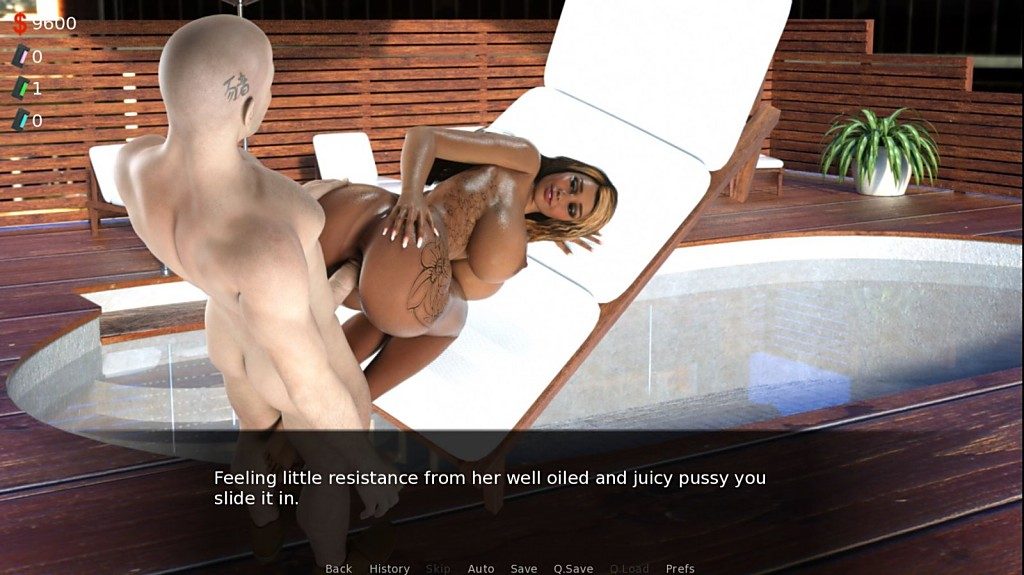 $ 9600
0
1
0
猪
Feeling little resistance from her well oiled and juicy pussy you
slide it in.
Back History Skip Auto Save Q.Save Q.Load Prefs